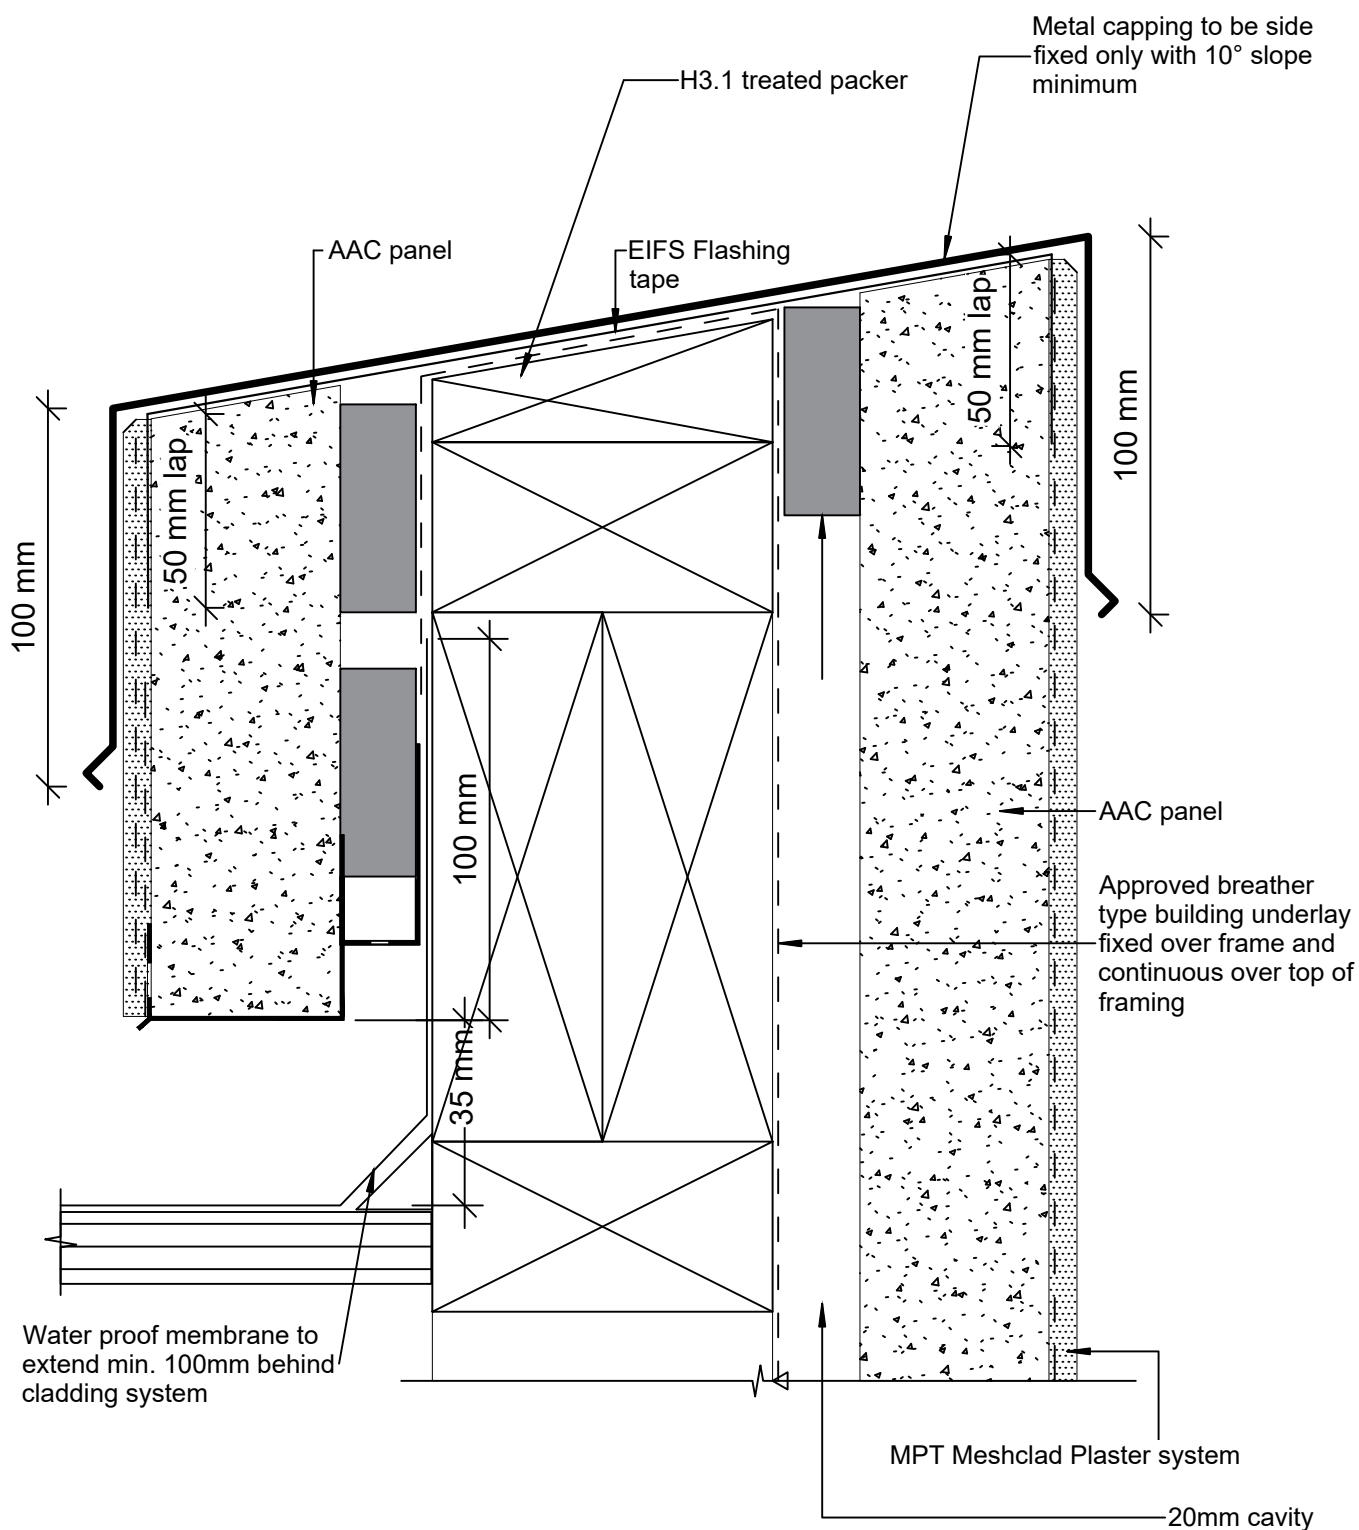 Metal capping to be side
fixed only with 10° slope
minimum
H3.1 treated packer
AAC panel
EIFS Flashing
tape
50 mm lap
100 mm
100 mm
50 mm lap
100 mm
35 mm
AAC panel
Approved breather
type building underlay
fixed over frame and
continuous over top of
framing
Water proof membrane to
extend min. 100mm behind
cladding system
MPT Meshclad Plaster system
20mm cavity